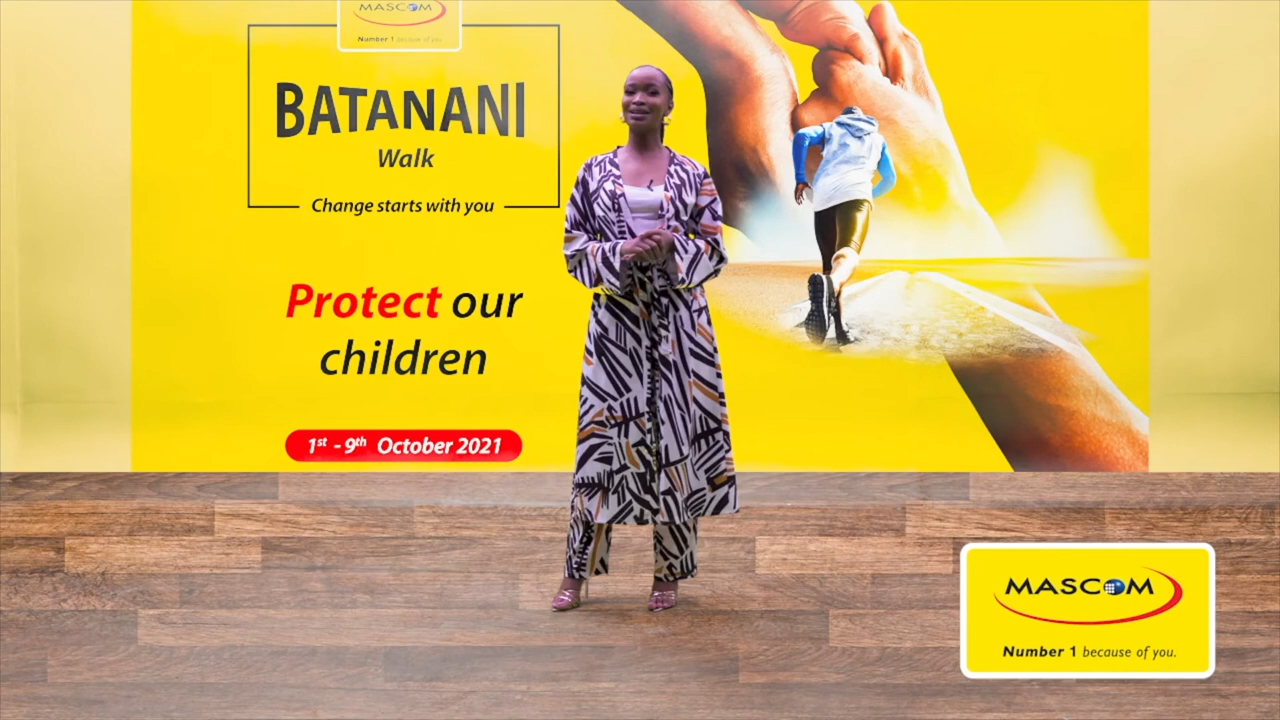 MASCOM
Number 1 because of you.
BATANANI
Walk
Change starts with you
Protect our
children
1st - 9th October 2021
MASCOM
Number 1 because of you.